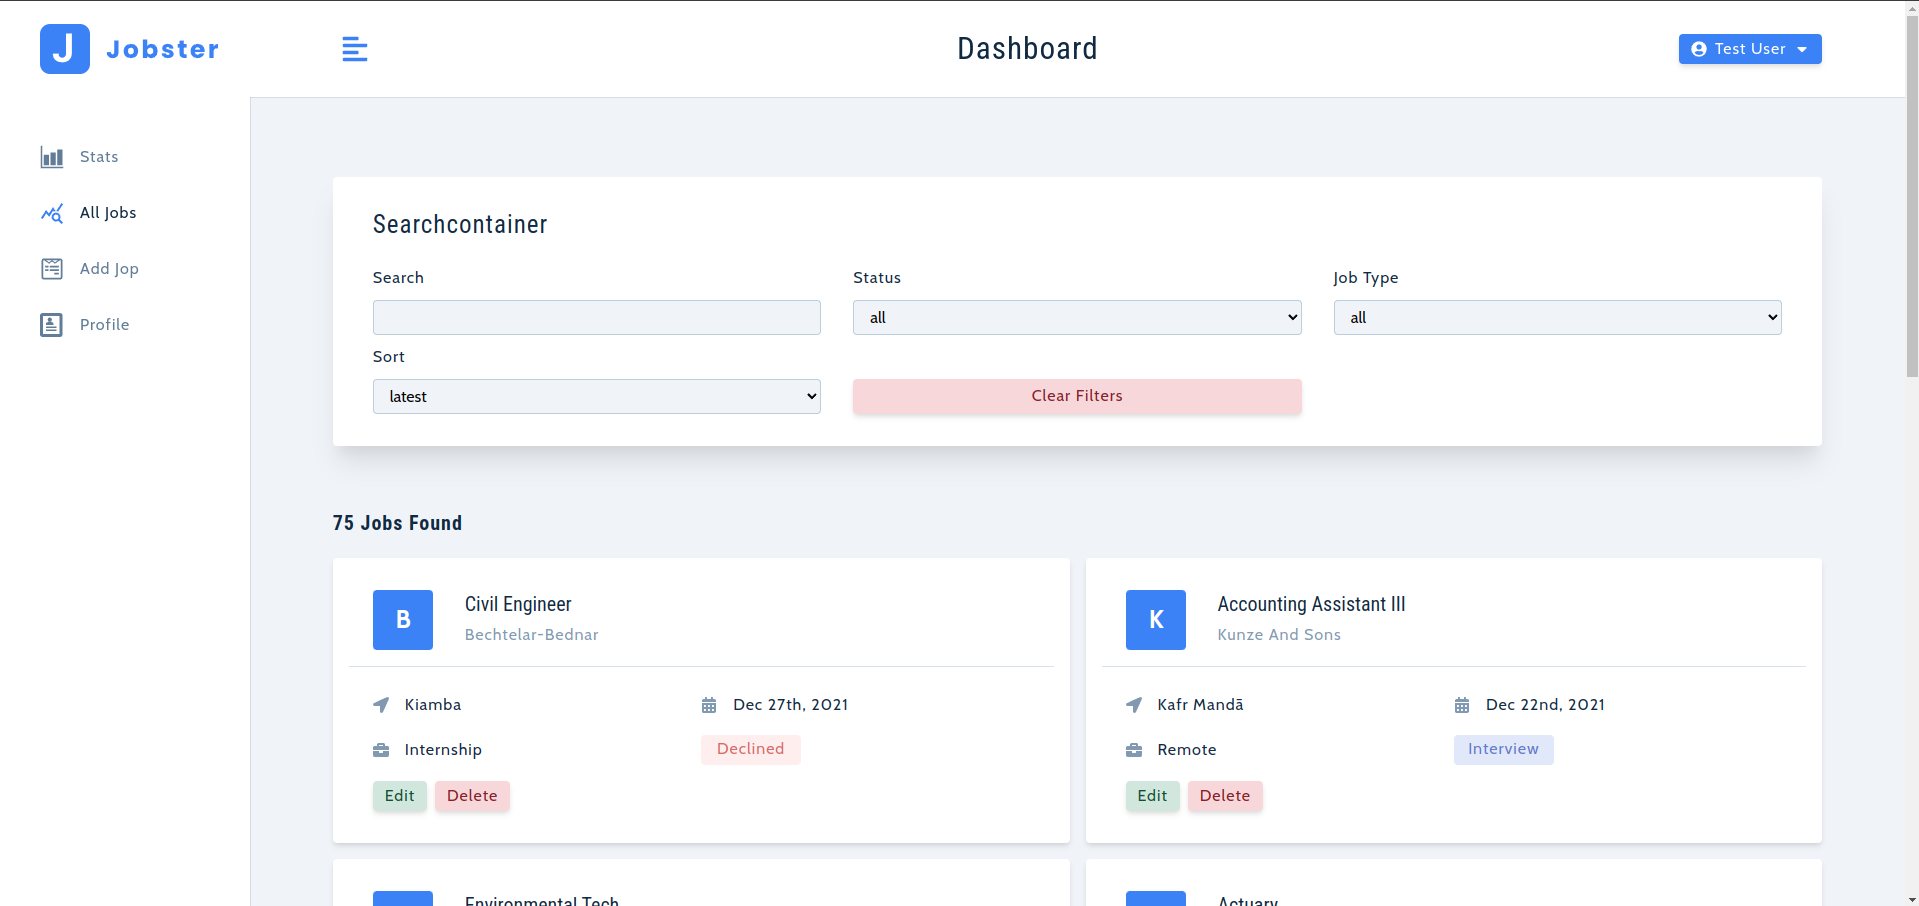 J Jobster
Dashboard
Test User
Stats
All Jobs
Add Jop
Profile
Searchcontainer
Search
Status
all
Job Type
all
Sort
latest
Clear Filters
75 Jobs Found
B
Civil Engineer
Bechtelar-Bednar
Kiamba
Dec 27th, 2021
Internship
Declined
Edit
Delete
K
Accounting Assistant III
Kunze And Sons
Kafr Mandā
Dec 22nd, 2021
Remote
Interview
Edit
Delete
Environmental Tech
Actuary